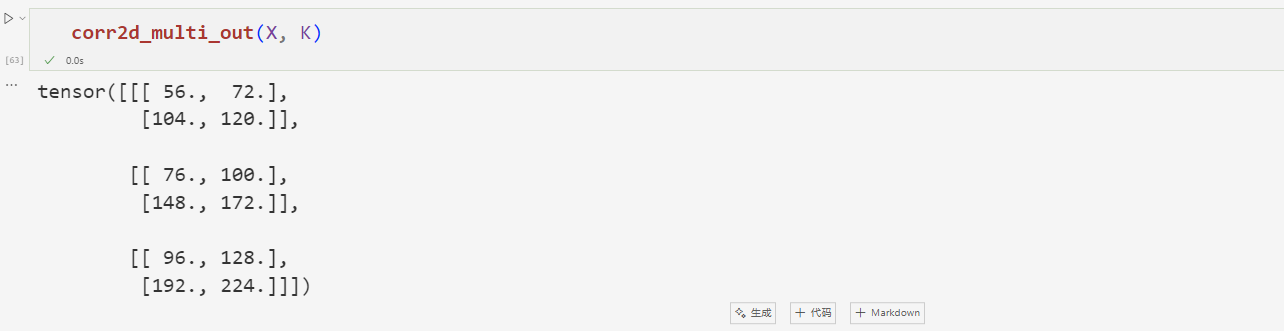 corr2d_multi_out(X, K)
[63] 0.0s
tensor([[[ 56.,  72.],
         [104., 120.]],
        [[ 76., 100.],
         [148., 172.]],
        [[ 96., 128.],
         [192., 224.]]])
生成 + 代码 + Markdown